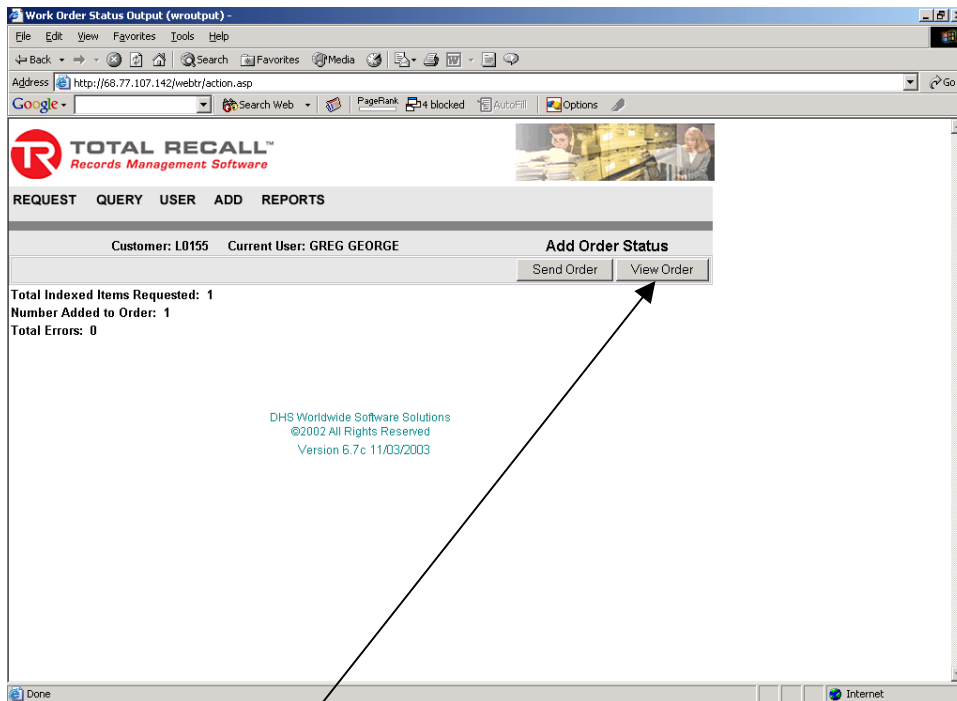 Work Order Status Output (wroutput) -
File Edit View Favorites Tools Help
Back Search Favorites Media
Address http://68.77.107.142/webtr/action.asp Go
Google Search Web PageRank 4 blocked AutoFill Options
TR TOTAL RECALL™
Records Management Software
REQUEST QUERY USER ADD REPORTS
Customer: L0155 Current User: GREG GEORGE Add Order Status
Send Order View Order
Total Indexed Items Requested: 1
Number Added to Order: 1
Total Errors: 0
DHS Worldwide Software Solutions
©2002 All Rights Reserved
Version 6.7c 11/03/2003
Done Internet